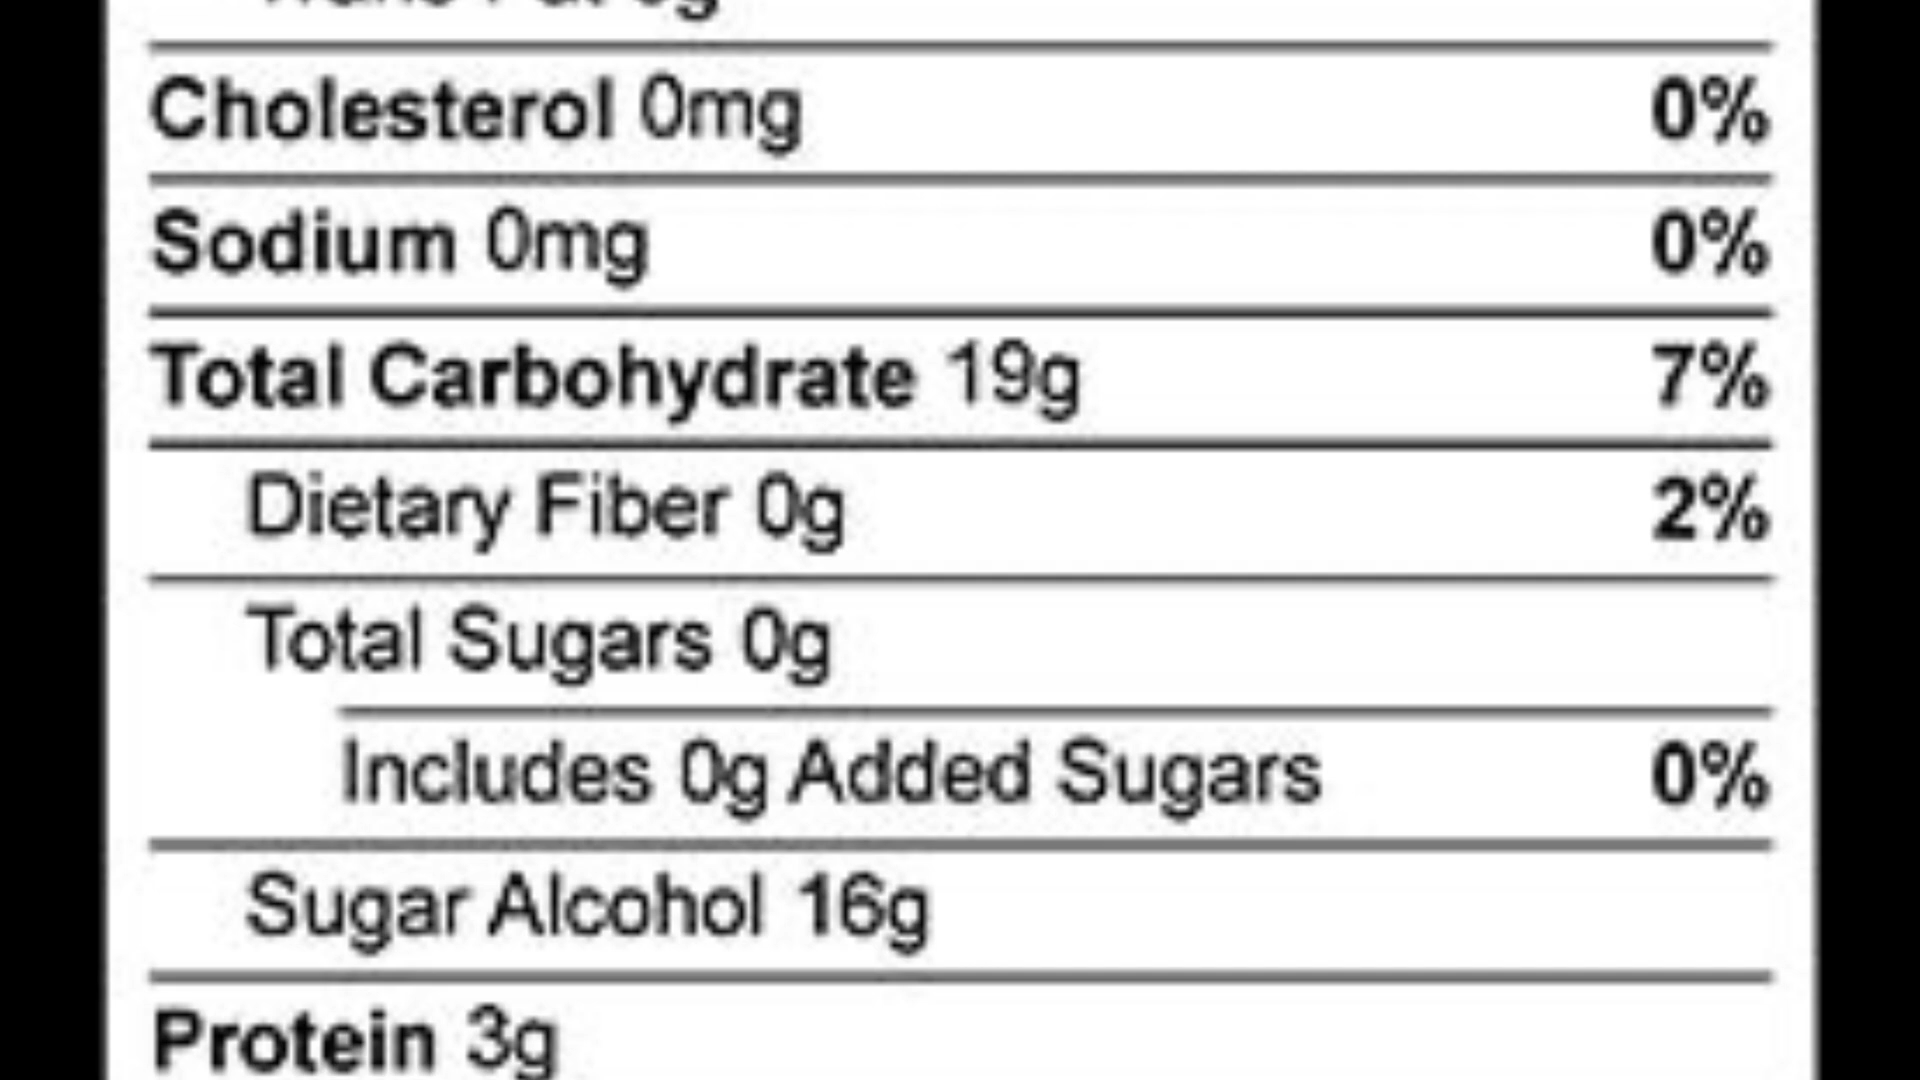 Cholesterol 0mg 0%
Sodium 0mg 0%
Total Carbohydrate 19g 7%
Dietary Fiber 0g 2%
Total Sugars 0g
Includes 0g Added Sugars 0%
Sugar Alcohol 16g
Protein 3g